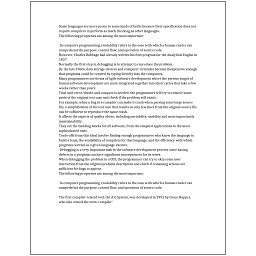 Some languages are more prone to some kinds of faults because their specification does not
require compilers to perform as much checking as other languages.
The following properties are among the most important:
In computer programming, readability refers to the ease with which a human reader can
comprehend the purpose, control flow, and operation of source code.
However, Charles Babbage had already written his first program for the Analytical Engine in
1837.
Normally the first step in debugging is to attempt to reproduce the problem.
By the late 1960s, data storage devices and computer terminals became inexpensive enough
that programs could be created by typing directly into the computers.
Many programmers use forms of Agile software development where the various stages of
formal software development are more integrated together into short cycles that take a few
weeks rather than years.
Trial-and-error/divide-and-conquer is needed: the programmer will try to remove some
parts of the original test case and check if the problem still exists.
For example, when a bug in a compiler can make it crash when parsing some large source
file, a simplification of the test case that results in only few lines from the original source file
can be sufficient to reproduce the same crash.
It affects the aspects of quality above, including portability, usability and most importantly
maintainability.
They are the building blocks for all software, from the simplest applications to the most
sophisticated ones.
Trade-offs from this ideal involve finding enough programmers who know the language to
build a team, the availability of compilers for that language, and the efficiency with which
programs written in a given language execute.
Debugging is a very important task in the software development process since having
defects in a program can have significant consequences for its users.
When debugging the problem in a GUI, the programmer can try to skip some user
interaction from the original problem description and check if remaining actions are
sufficient for bugs to appear.
The following properties are among the most important:
In computer programming, readability refers to the ease with which a human reader can
comprehend the purpose, control flow, and operation of source code.
The first compiler related tool, the A-0 System, was developed in 1952 by Grace Hopper,
who also coined the term 'compiler'.